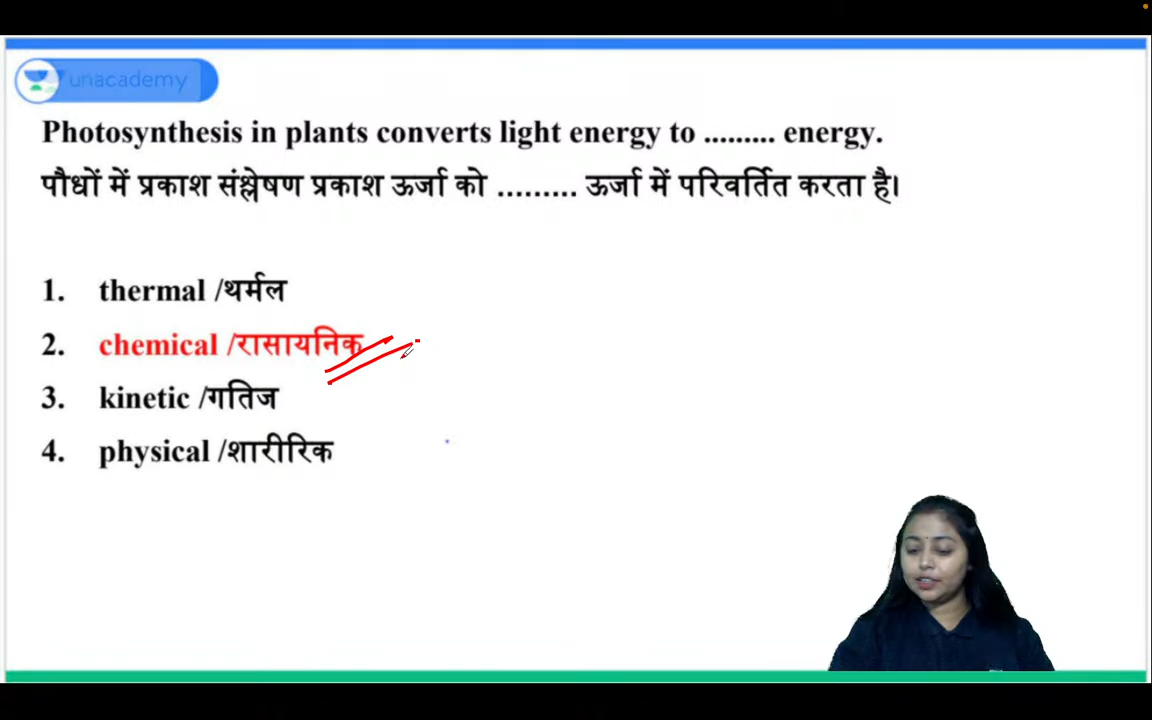 unacademy
Photosynthesis in plants converts light energy to ......... energy.
पौधों में प्रकाश संश्लेषण प्रकाश ऊर्जा को ......... ऊर्जा में परिवर्तित करता है।
1. thermal /थर्मल
2. chemical /रासायनिक
3. kinetic /गतिज
4. physical /शारीरिक